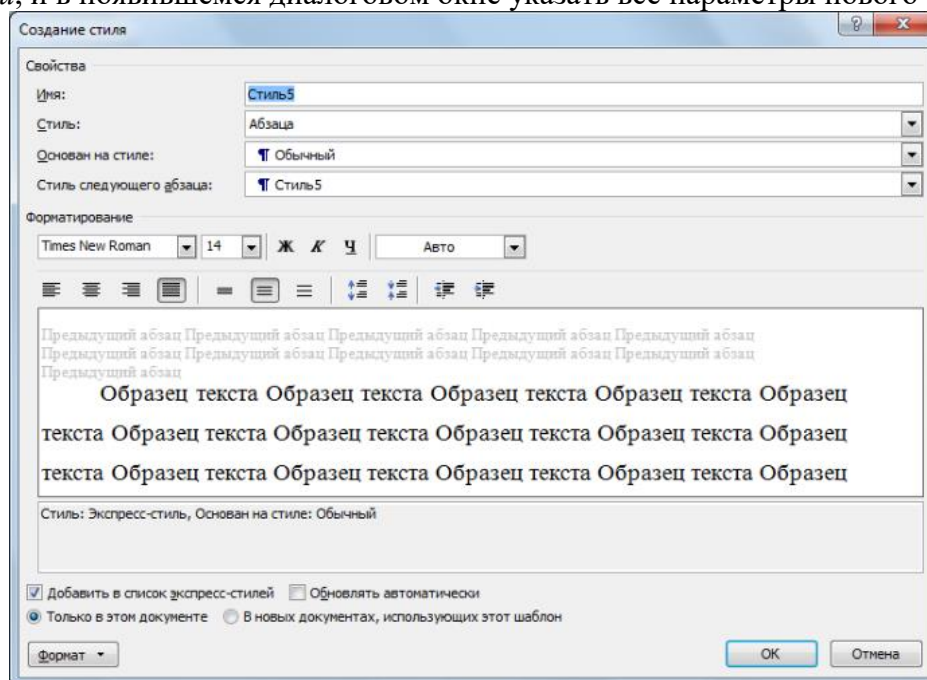 и в появившемся диалоговом окне указать все параметры нового
Создание стиля
Свойства
Имя: Стиль5
Стиль: Абзаца
Основан на стиле: ¶ Обычный
Стиль следующего абзаца: ¶ Стиль5
Форматирование
Times New Roman 14 Ж К Ч Авто
Предыдущий абзац Предыдущий абзац Предыдущий абзац Предыдущий абзац Предыдущий абзац
Предыдущий абзац Предыдущий абзац Предыдущий абзац Предыдущий абзац Предыдущий абзац
Предыдущий абзац
Образец текста Образец текста Образец текста Образец текста Образец
текста Образец текста Образец текста Образец текста Образец текста Образец
текста Образец текста Образец текста Образец текста Образец текста Образец
Стиль: Экспресс-стиль, Основан на стиле: Обычный
Добавить в список экспресс-стилей Обновлять автоматически
Только в этом документе В новых документах, использующих этот шаблон
Формат OK Отмена